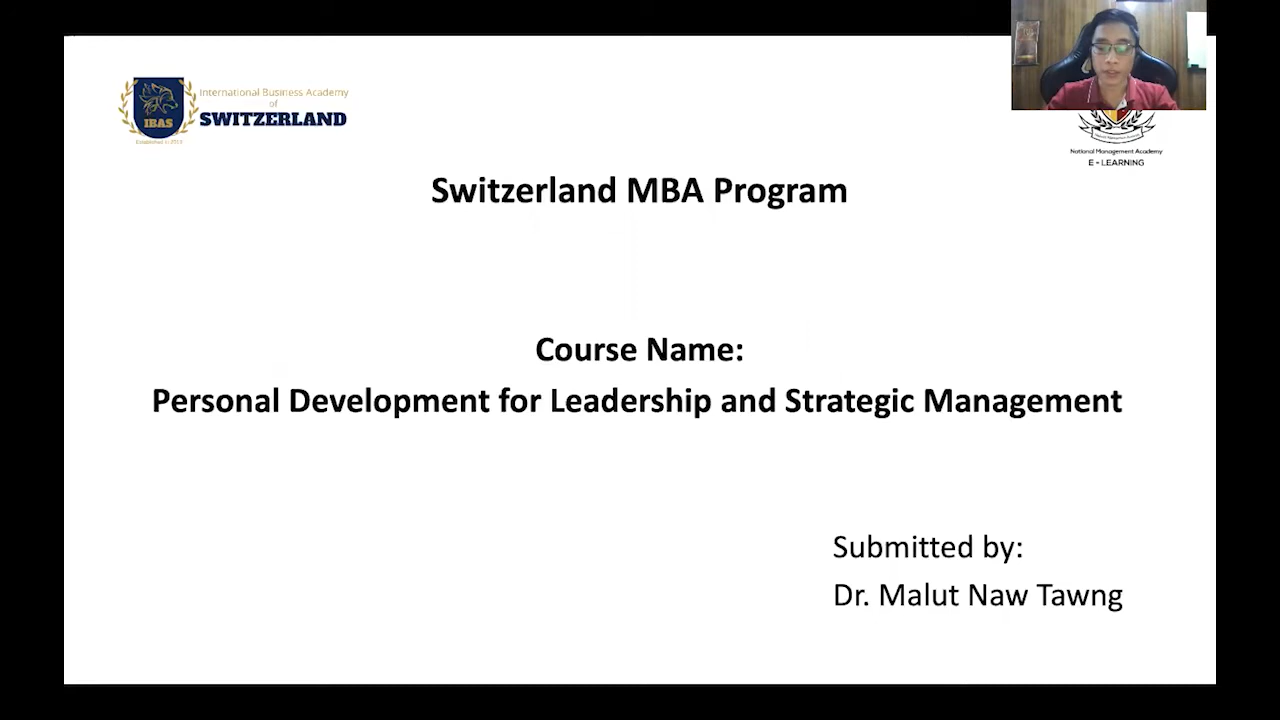 International Business Academy
of
SWITZERLAND
IBAS
National Management Academy
E - LEARNING
Switzerland MBA Program
Course Name:
Personal Development for Leadership and Strategic Management
Submitted by:
Dr. Malut Naw Tawng